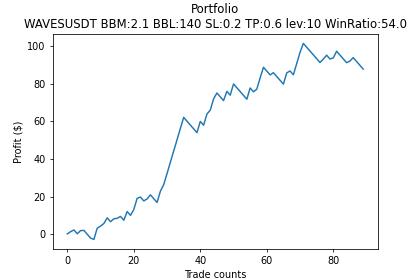 Portfolio
WAVESUSDT BBM:2.1 BBL:140 SL:0.2 TP:0.6 lev:10 WinRatio:54.0
100
80
60
40
20
0
Profit ($)
0 20 40 60 80
Trade counts